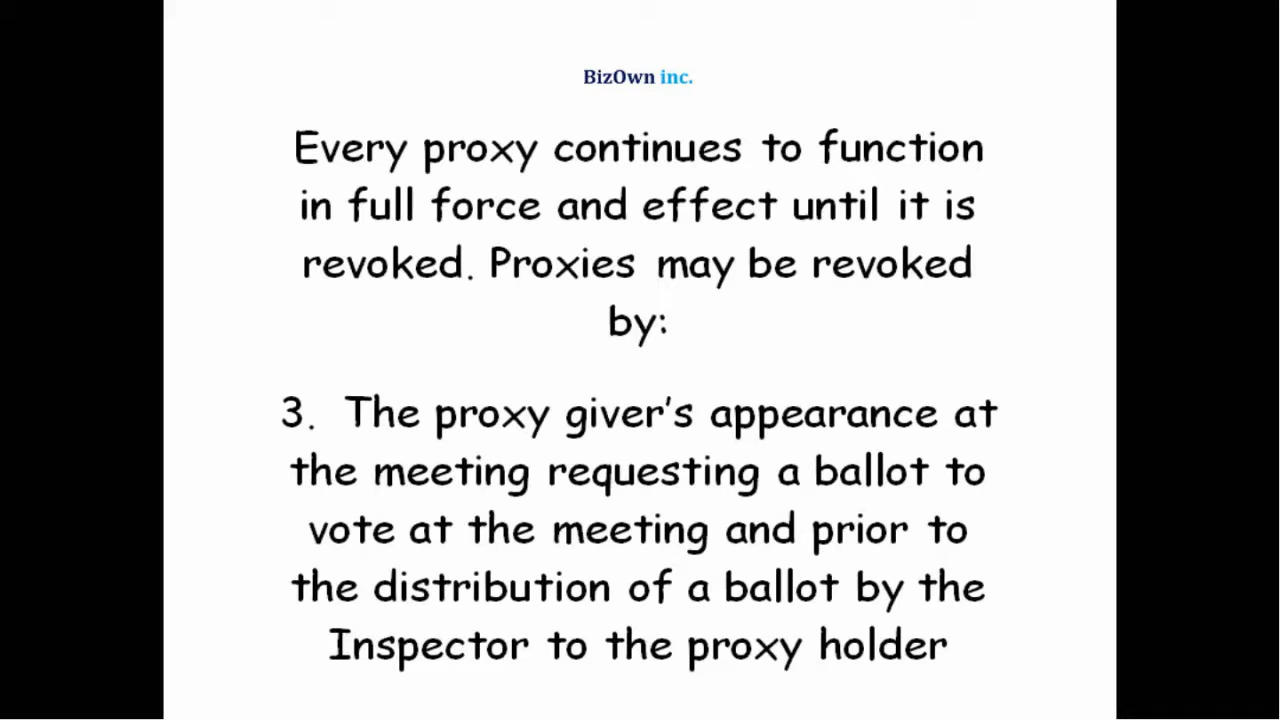 BizOwn inc.
Every proxy continues to function
in full force and effect until it is
revoked. Proxies may be revoked
by:
3. The proxy giver's appearance at
the meeting requesting a ballot to
vote at the meeting and prior to
the distribution of a ballot by the
Inspector to the proxy holder